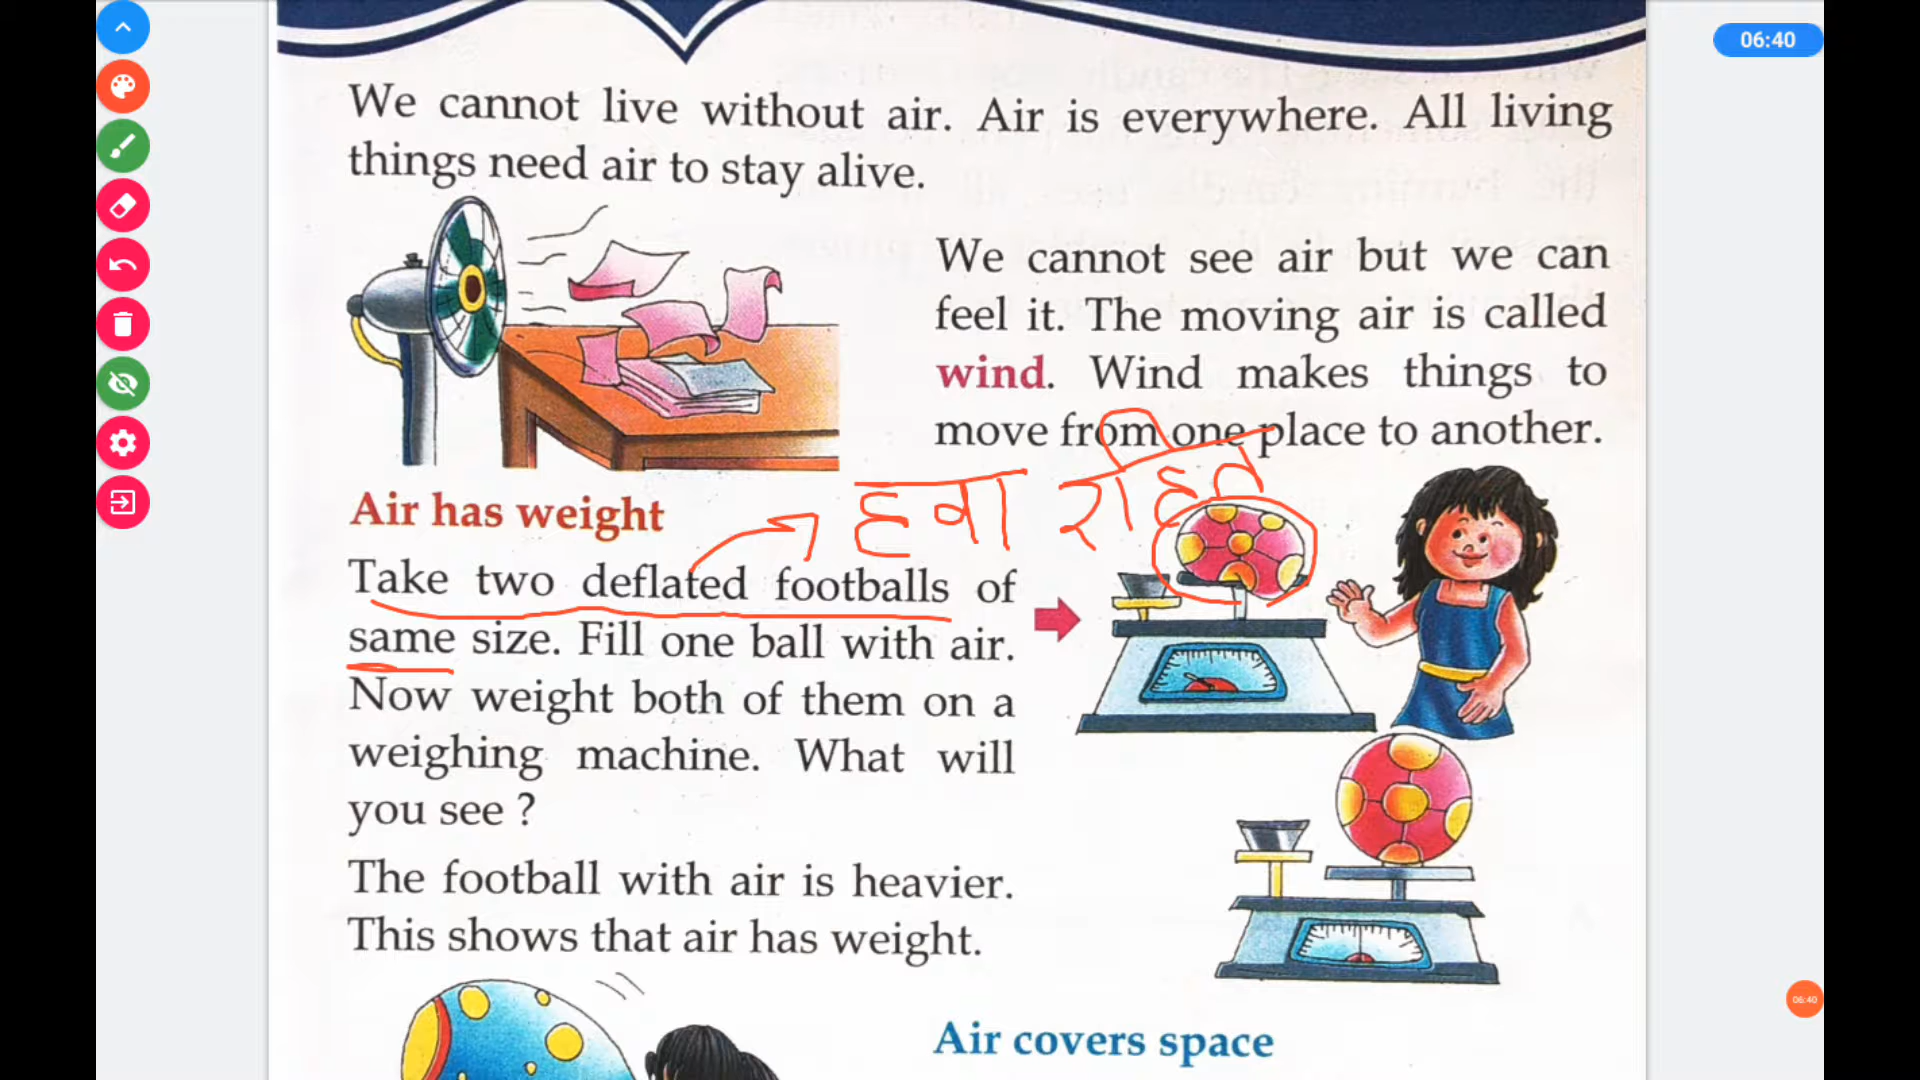 06:40
We cannot live without air. Air is everywhere. All living
things need air to stay alive.
We cannot see air but we can
feel it. The moving air is called
wind. Wind makes things to
move from one place to another.
हवा रहित
Air has weight
Take two deflated footballs of
same size. Fill one ball with air.
Now weight both of them on a
weighing machine. What will
you see ?
The football with air is heavier.
This shows that air has weight.
06:40
Air covers space